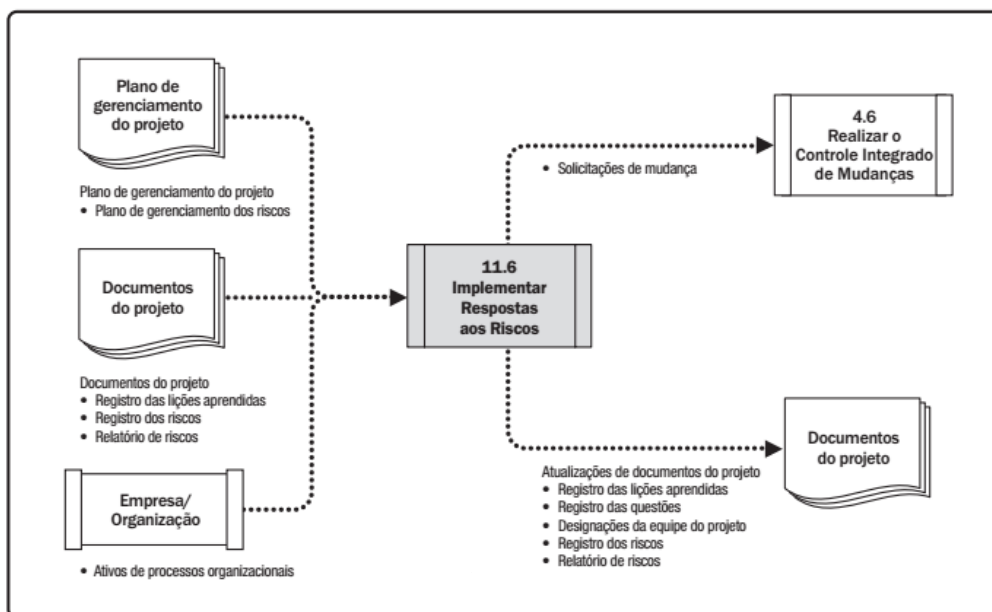 Plano de
gerenciamento
do projeto
Plano de gerenciamento do projeto
• Plano de gerenciamento dos riscos
Documentos
do projeto
Documentos do projeto
• Registro das lições aprendidas
• Registro dos riscos
• Relatório de riscos
Empresa/
Organização
• Ativos de processos organizacionais
11.6
Implementar
Respostas
aos Riscos
• Solicitações de mudança
4.6
Realizar o
Controle Integrado
de Mudanças
Atualizações de documentos do projeto
• Registro das lições aprendidas
• Registro das questões
• Designações da equipe do projeto
• Registro dos riscos
• Relatório de riscos
Documentos
do projeto